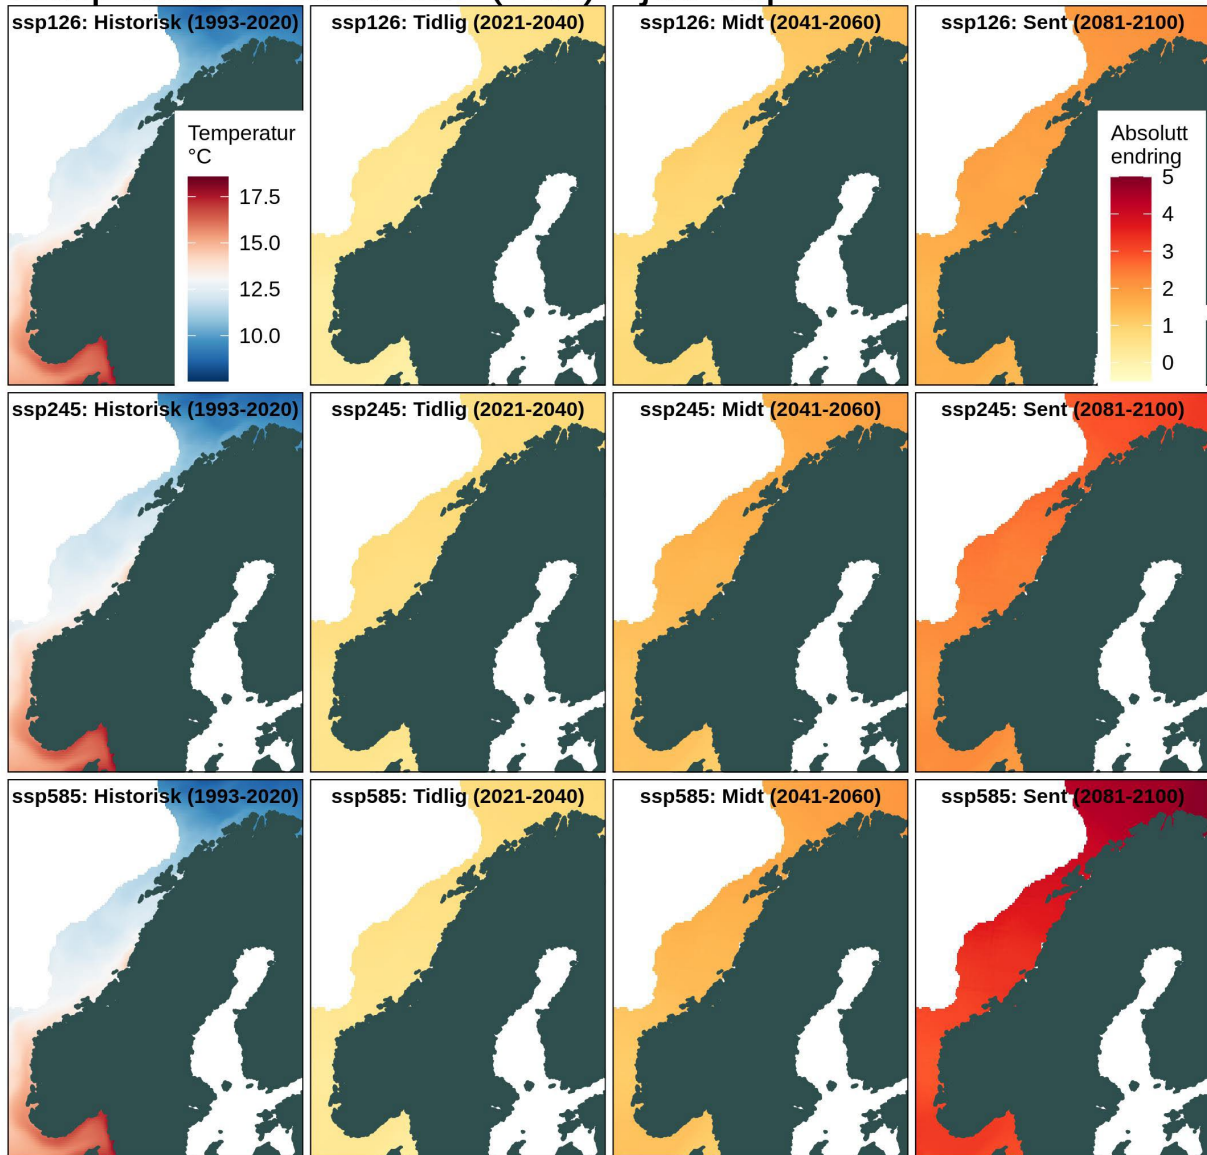 ssp126: Historisk (1993-2020)
ssp126: Tidlig (2021-2040)
ssp126: Midt (2041-2060)
ssp126: Sent (2081-2100)
Temperatur
°C
17.5
15.0
12.5
10.0
Absolutt
endring
5
4
3
2
1
0
ssp245: Historisk (1993-2020)
ssp245: Tidlig (2021-2040)
ssp245: Midt (2041-2060)
ssp245: Sent (2081-2100)
ssp585: Historisk (1993-2020)
ssp585: Tidlig (2021-2040)
ssp585: Midt (2041-2060)
ssp585: Sent (2081-2100)